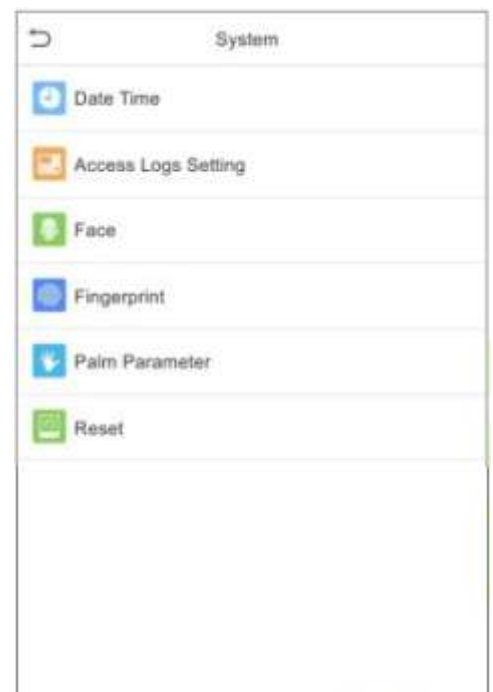 System
Date Time
Access Logs Setting
Face
Fingerprint
Palm Parameter
Reset